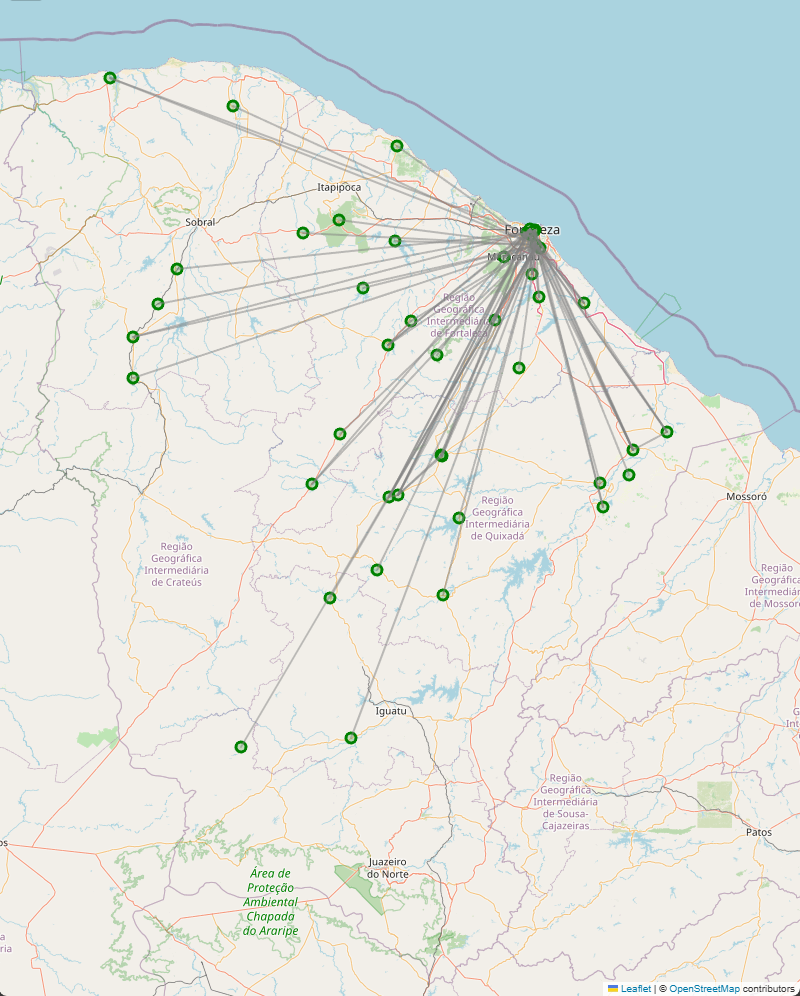 Itapipoca
Sobral
Fortaleza
Região
Geográfica
Intermediária
de Fortaleza
Mossoró
Região
Geográfica
Intermediária
de Quixadá
Região
Geográfica
Intermediária
de Crateús
Região
Geográfica
Intermediária
de Mossoró
Iguatu
Região
Geográfica
Intermediária
de Sousa-
Cajazeiras
Patos
Juazeiro
do Norte
Área de
Proteção
Ambiental
Chapada
do Araripe
Leaflet | © OpenStreetMap contributors